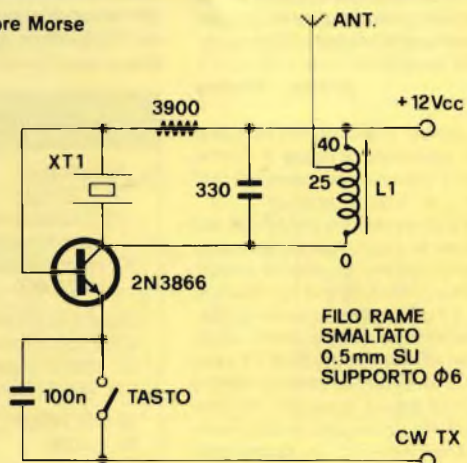 ore Morse
ANT.
3900
+12Vcc
XT1
40
330
25
L1
0
2N3866
FILO RAME
SMALTATO
0.5mm SU
SUPPORTO Φ6
100n
TASTO
CW TX